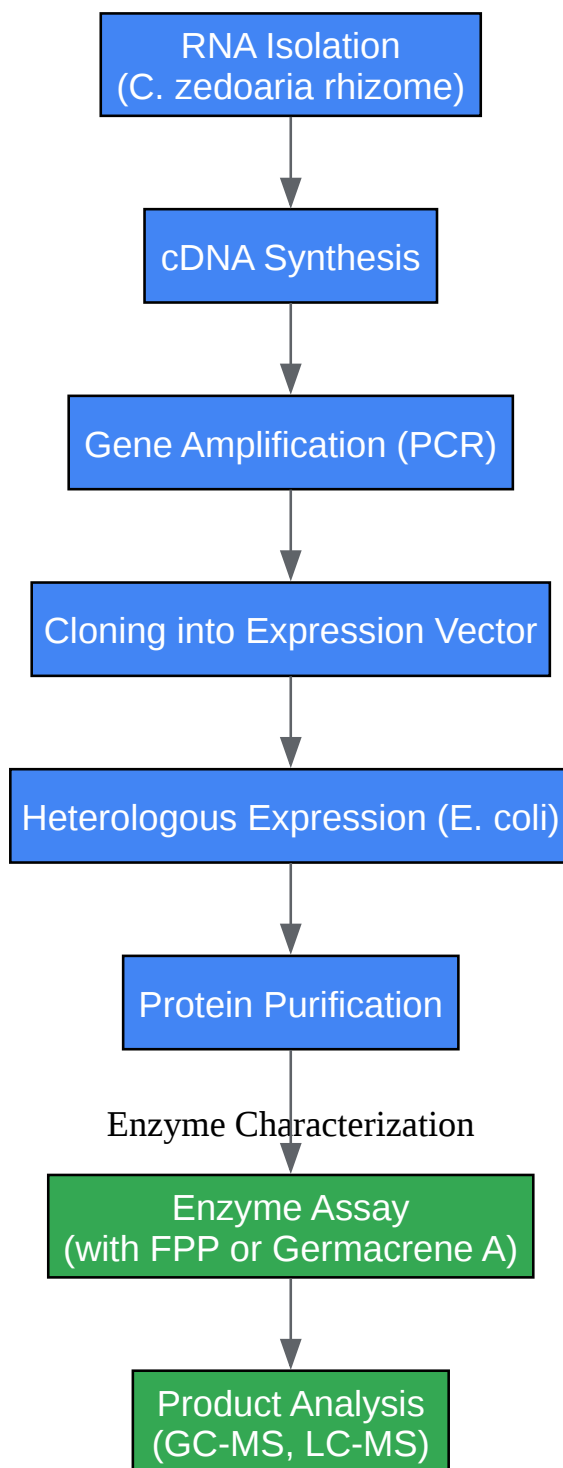 RNA Isolation
(C. zedoaria rhizome)
cDNA Synthesis
Gene Amplification (PCR)
Cloning into Expression Vector
Heterologous Expression (E. coli)
Protein Purification
Enzyme Characterization
Enzyme Assay
(with FPP or Germacrene A)
Product Analysis
(GC-MS, LC-MS)